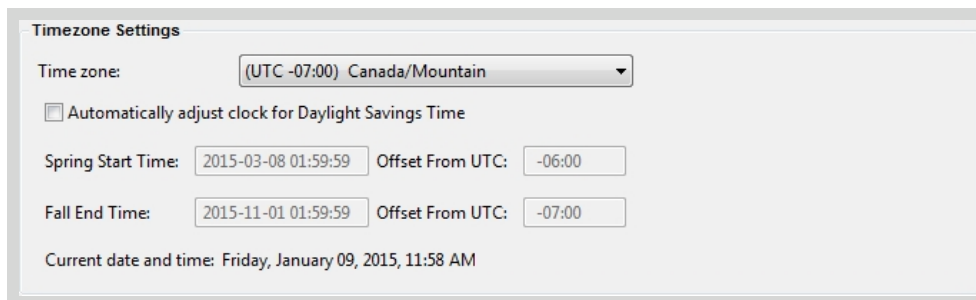 Timezone Settings
Time zone: (UTC -07:00) Canada/Mountain
Automatically adjust clock for Daylight Savings Time
Spring Start Time: 2015-03-08 01:59:59 Offset From UTC: -06:00
Fall End Time: 2015-11-01 01:59:59 Offset From UTC: -07:00
Current date and time: Friday, January 09, 2015, 11:58 AM